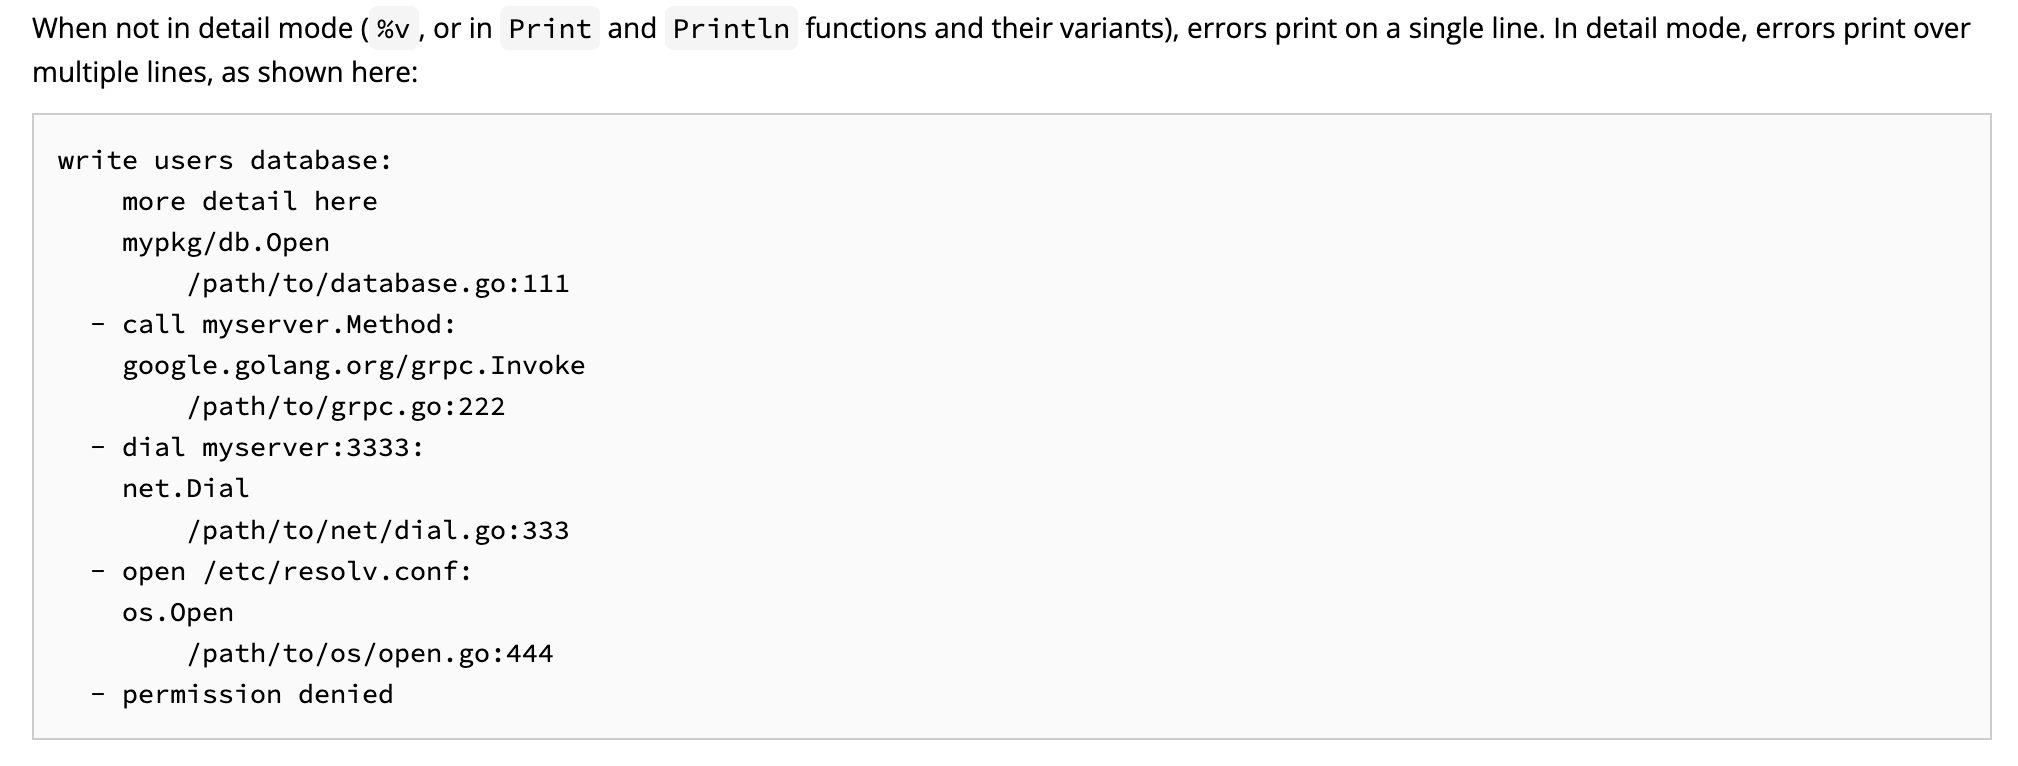 When not in detail mode (%v, or in Print and Println functions and their variants), errors print on a single line. In detail mode, errors print over
multiple lines, as shown here:
write users database:
    more detail here
    mypkg/db.Open
        /path/to/database.go:111
  - call myserver.Method:
    google.golang.org/grpc.Invoke
        /path/to/grpc.go:222
  - dial myserver:3333:
    net.Dial
        /path/to/net/dial.go:333
  - open /etc/resolv.conf:
    os.Open
        /path/to/os/open.go:444
  - permission denied